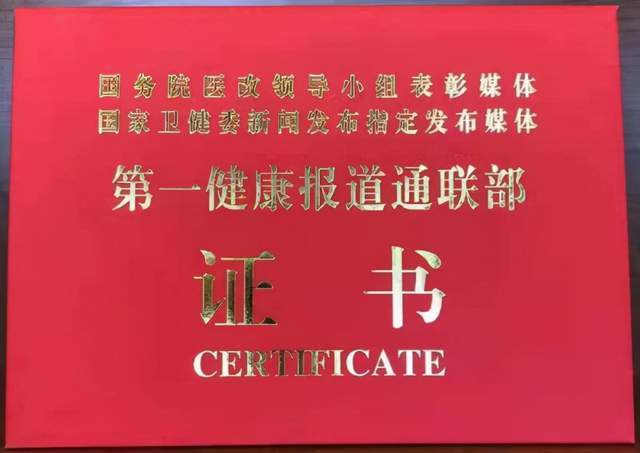 国务院医改领导小组表彰媒体
国家卫健委新闻发布指定发布媒体
第一健康报道通联部
证书
CERTIFICATE